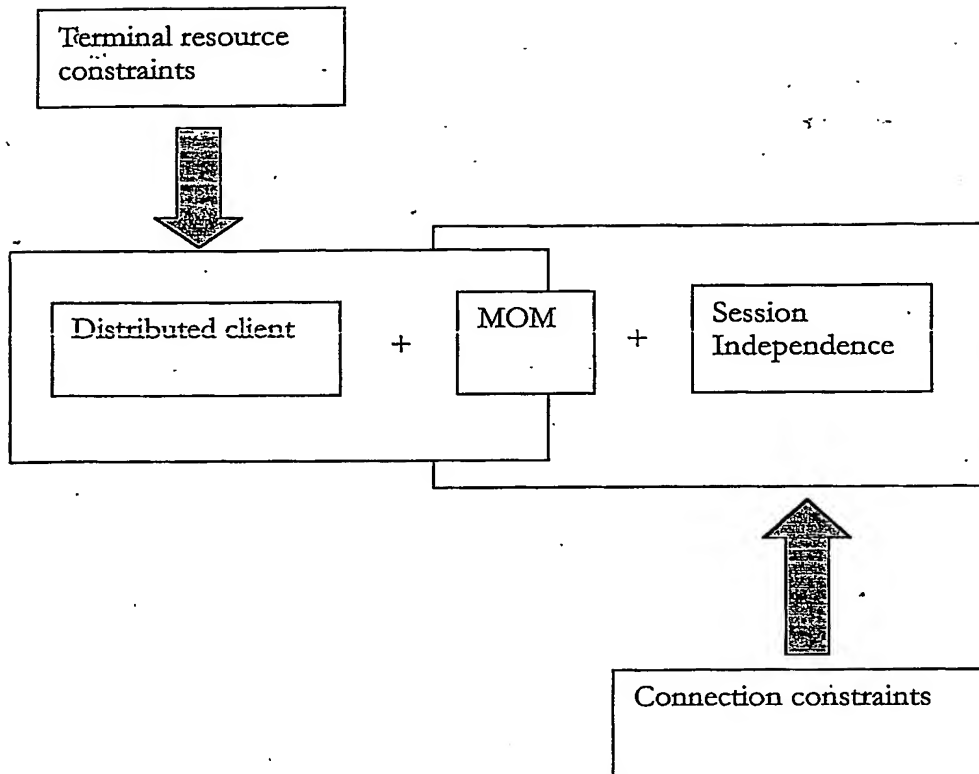 Terminal resource
constraints
Distributed client
+
MOM
+
Session
Independence
Connection constraints